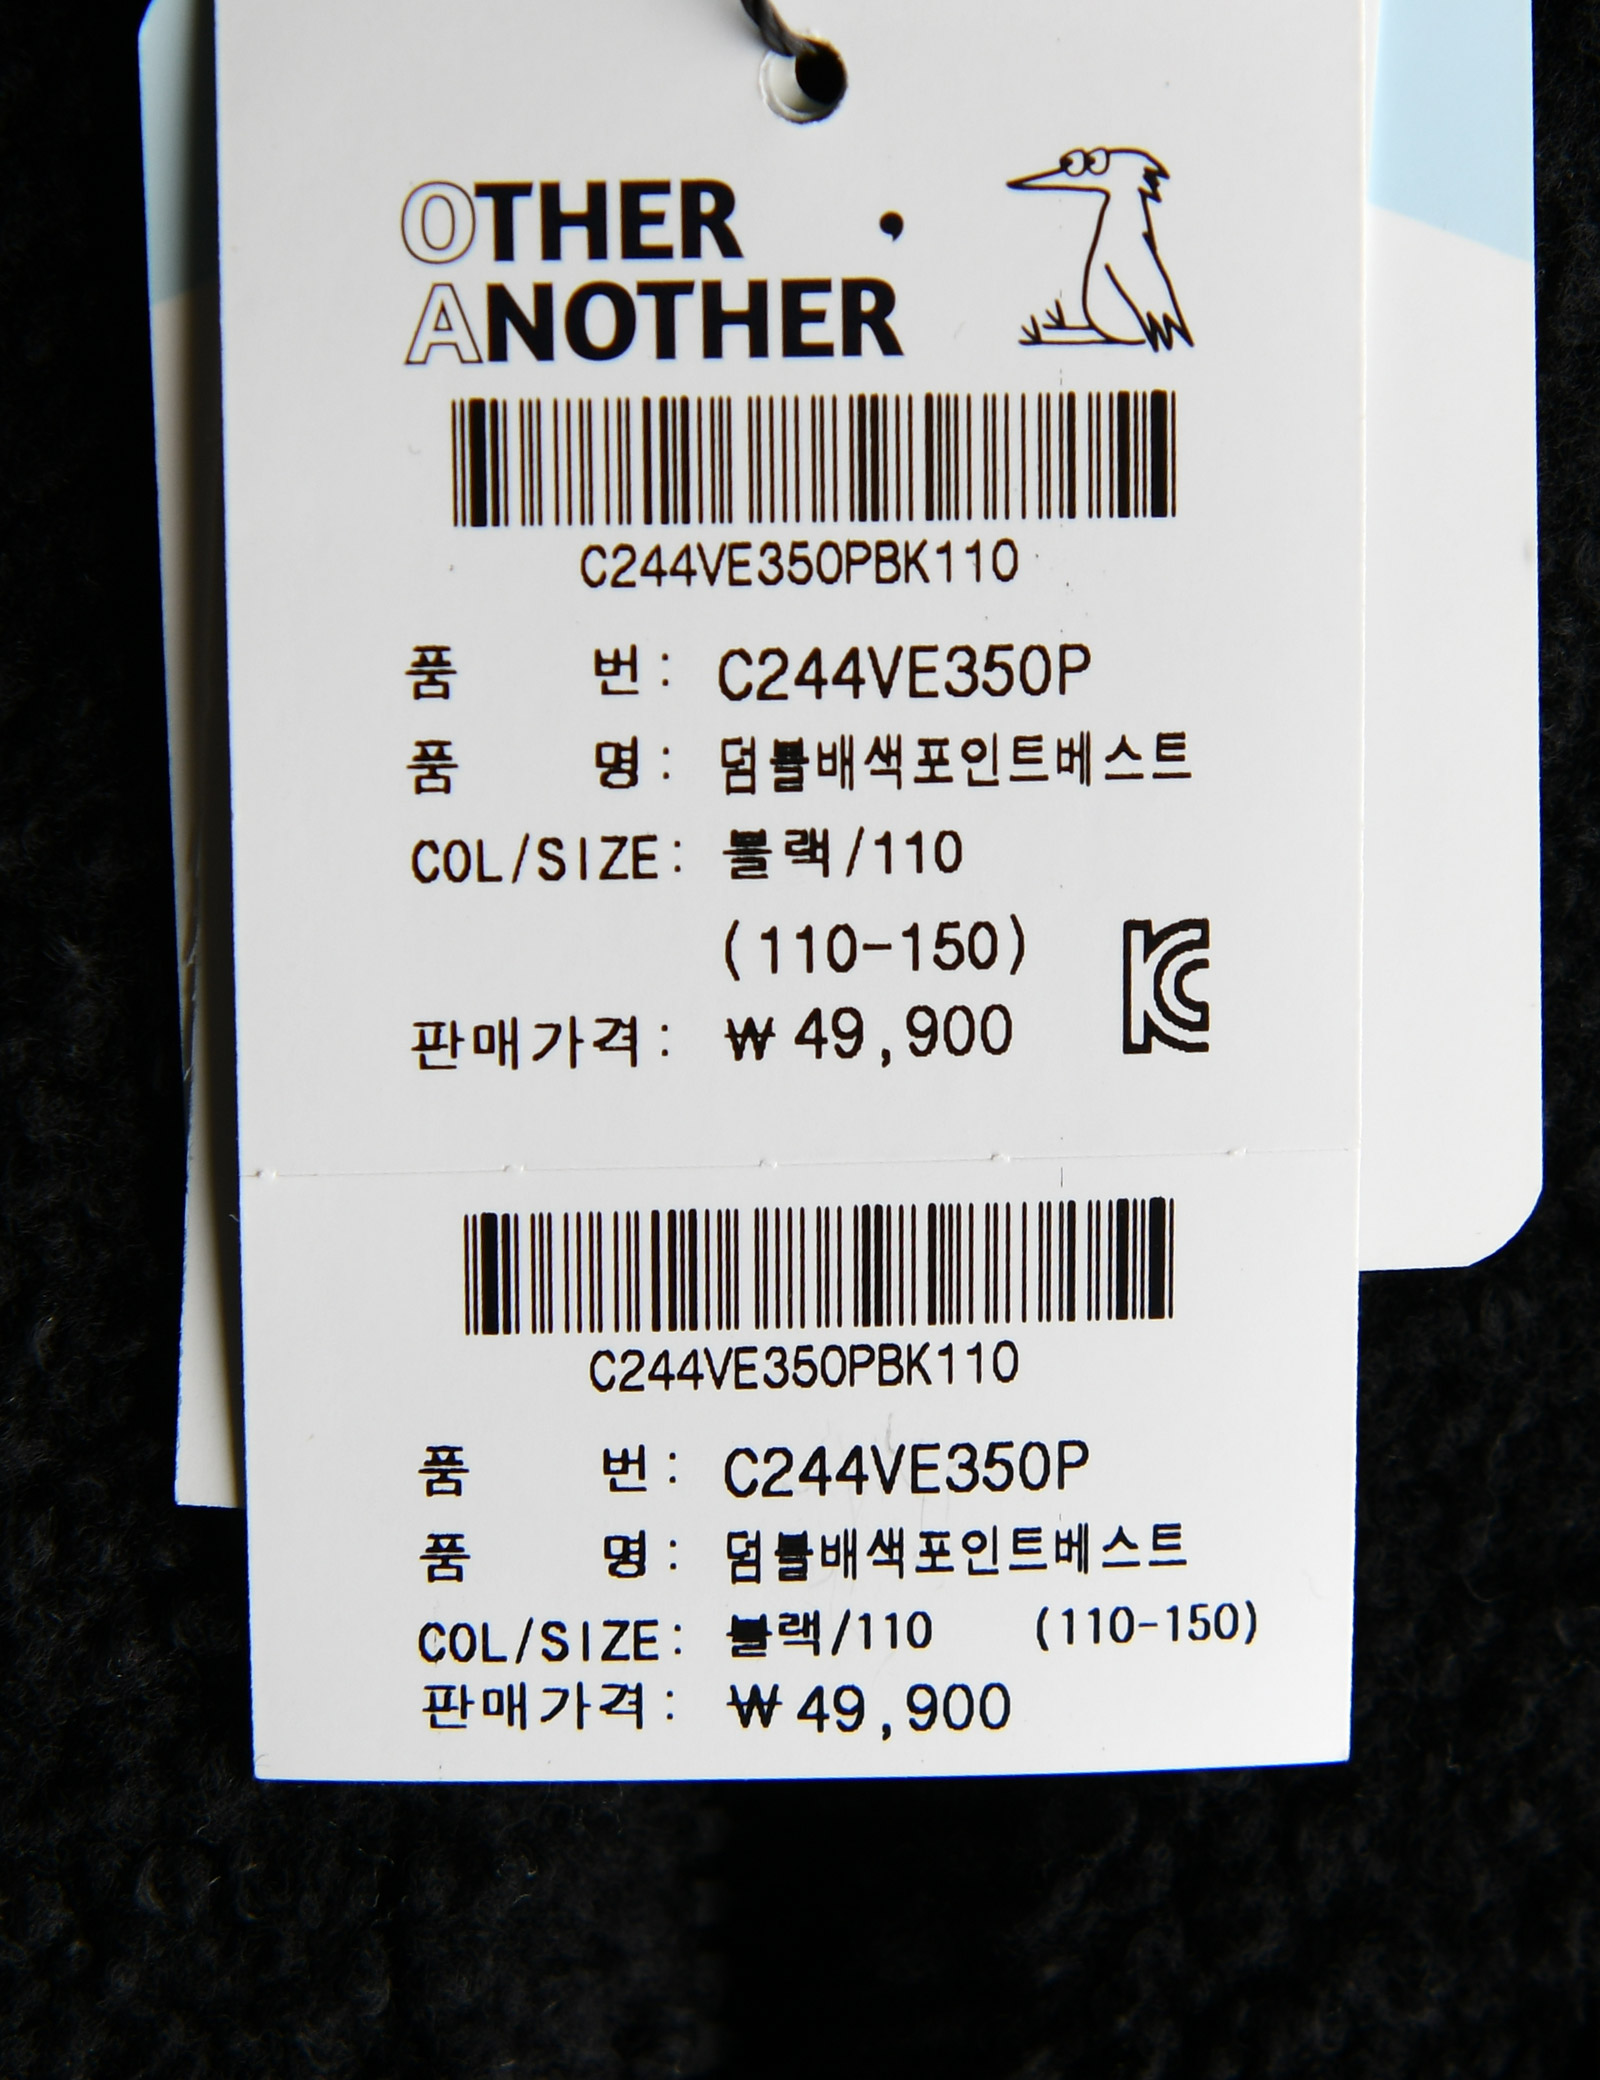 OTHER ,
ANOTHER
C244VE350PBK110
품 번: C244VE350P
품 명: 덤블배색포인트베스트
COL/SIZE: 블랙/110
(110-150)
판매가격: ₩ 49,900
C244VE350PBK110
품 번: C244VE350P
품 명: 덤블배색포인트베스트
COL/SIZE: 블랙/110 (110-150)
판매가격: ₩ 49,900